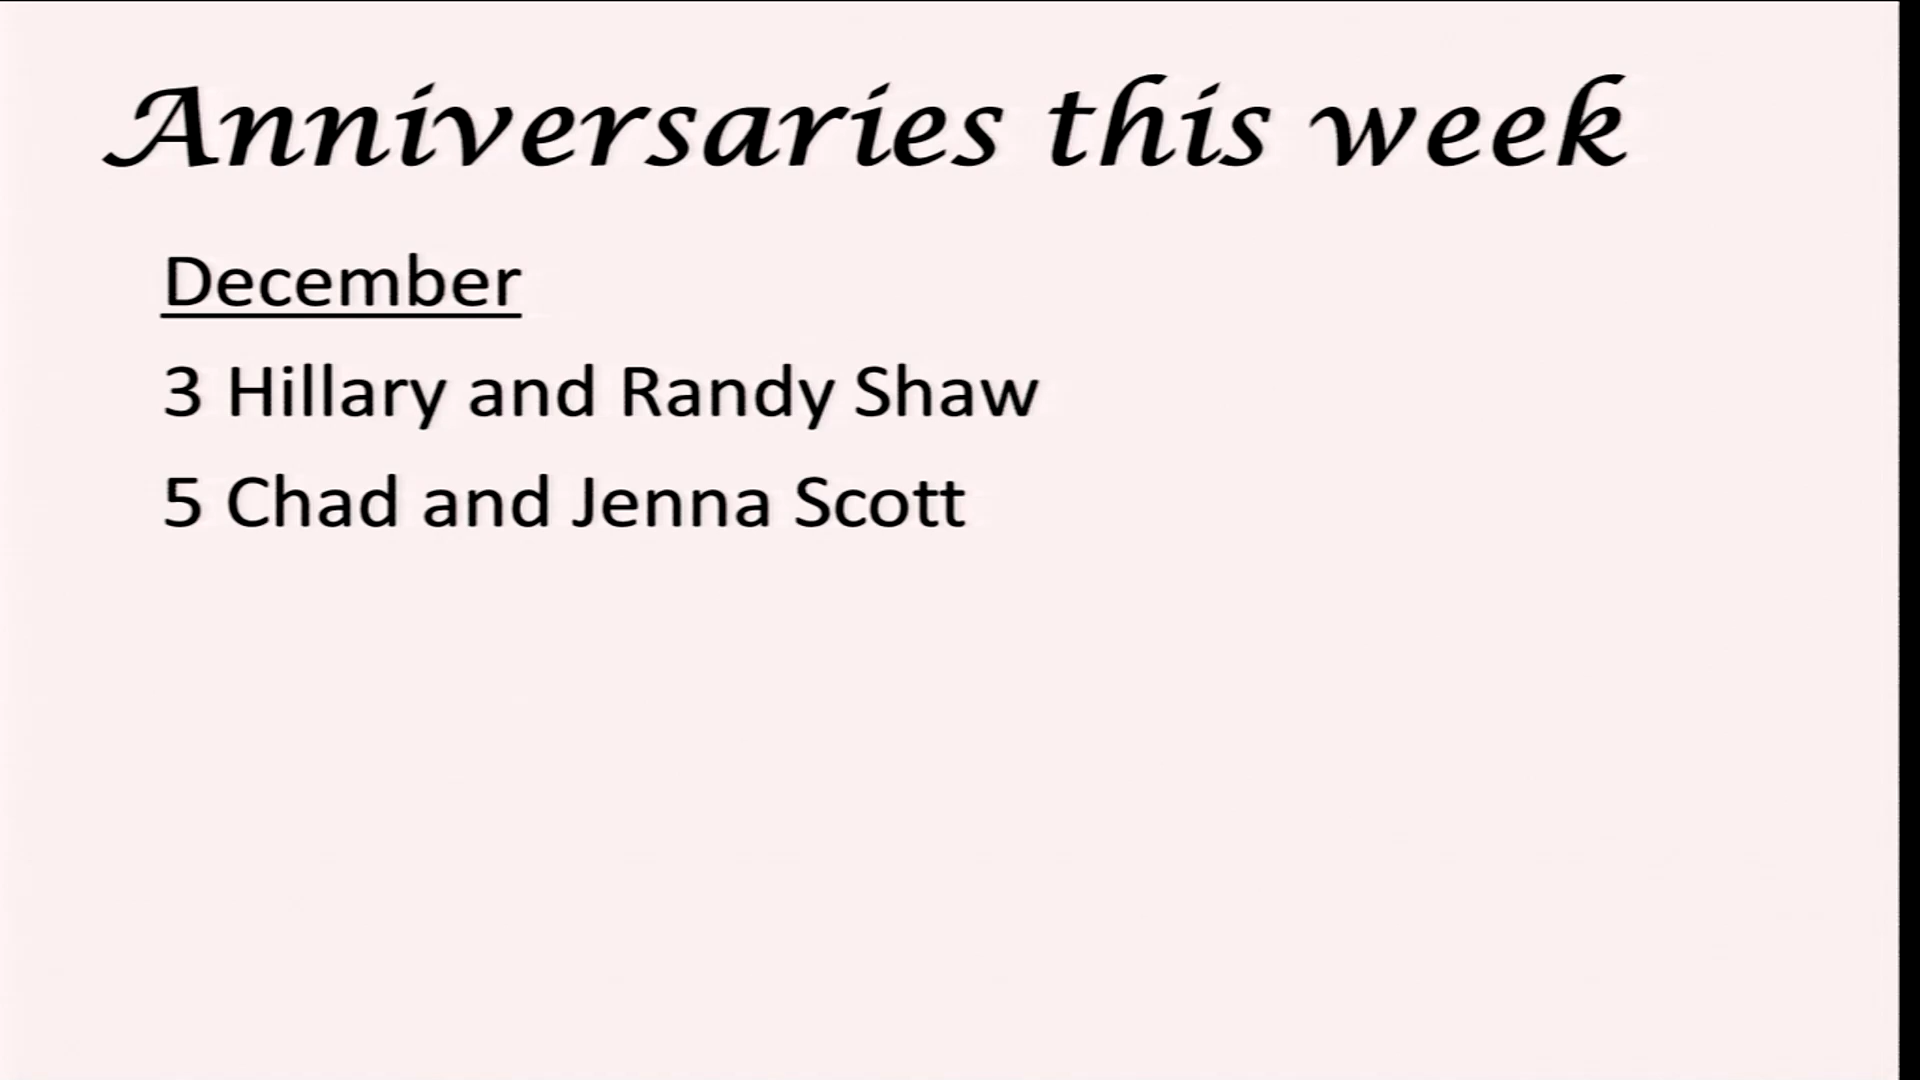 Anniversaries this week
December
3 Hillary and Randy Shaw
5 Chad and Jenna Scott